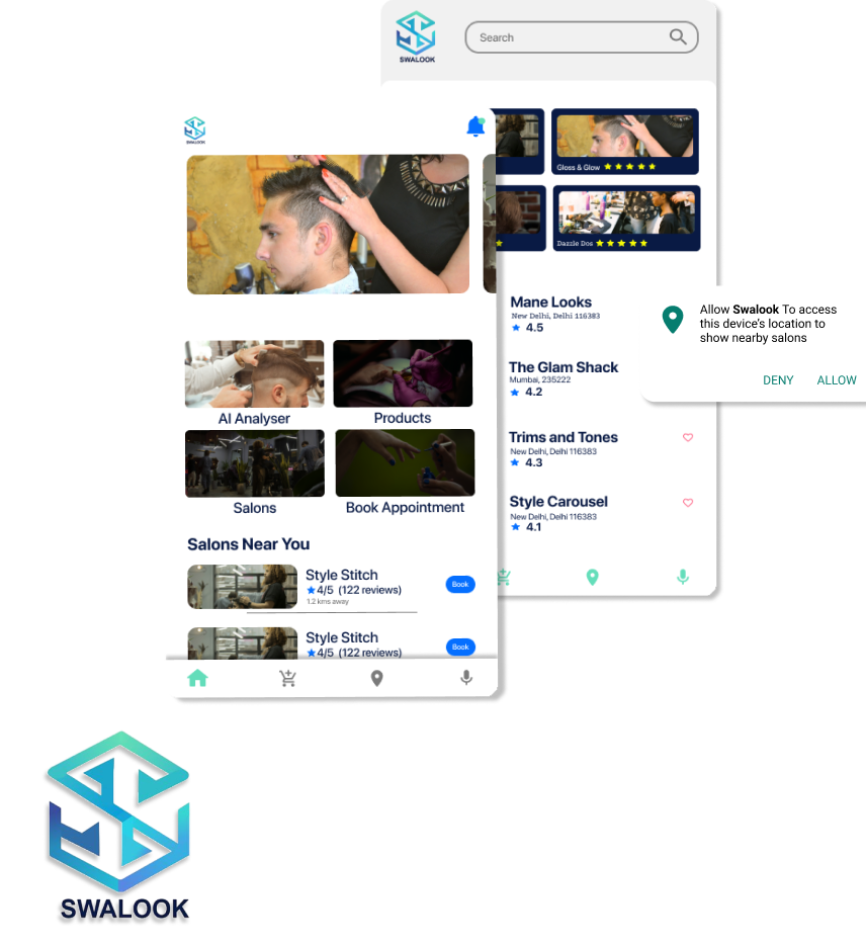 SWALOOK
Search
Gloss & Glow
Dazzle Doe
Mane Looks
New Delhi, Delhi 116383
4.5
The Glam Shack
Mumbai, 235222
4.2
Trims and Tones
New Delhi, Delhi 116383
4.3
Style Carousel
New Delhi, Delhi 116383
4.1
Allow Swalook To access
this device's location to
show nearby salons
DENY ALLOW
SWALOOK
AI Analyser
Products
Salons
Book Appointment
Salons Near You
Style Stitch
4/5 (122 reviews)
1.2 kms away
Book
Style Stitch
4/5 (122 reviews)
Book
SWALOOK